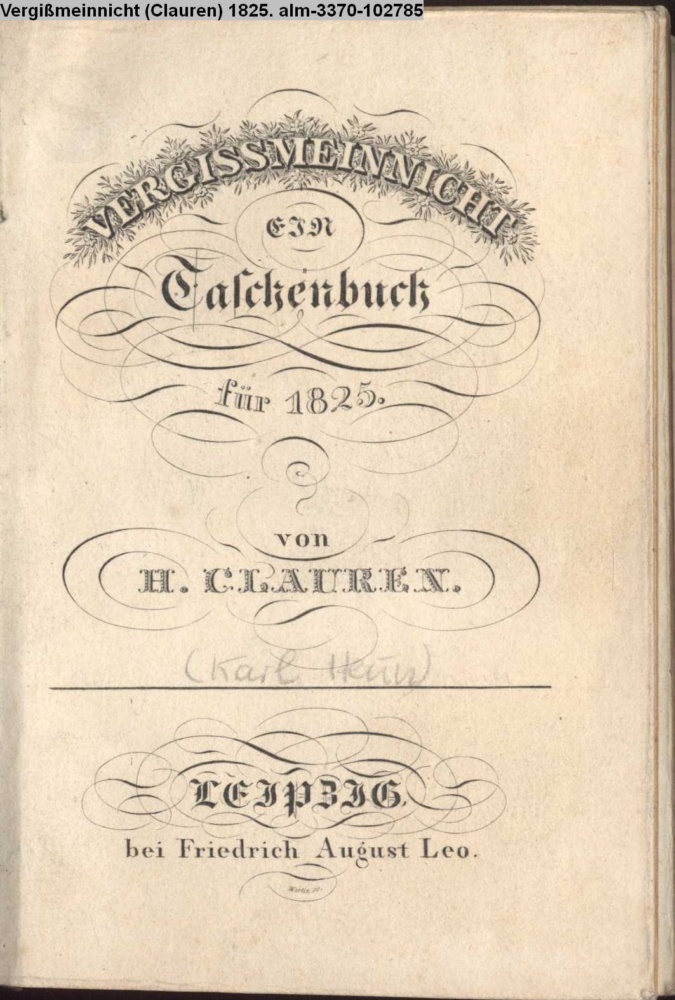 Vergißmeinnicht (Clauren) 1825. alm-3370-102785
VERGISSMEINNICHT
EIN
Taſchenbuch
für 1825.
von
H. CLAUREN.
(Karl Heun)
LEIPZIG
bei Friedrich August Leo.